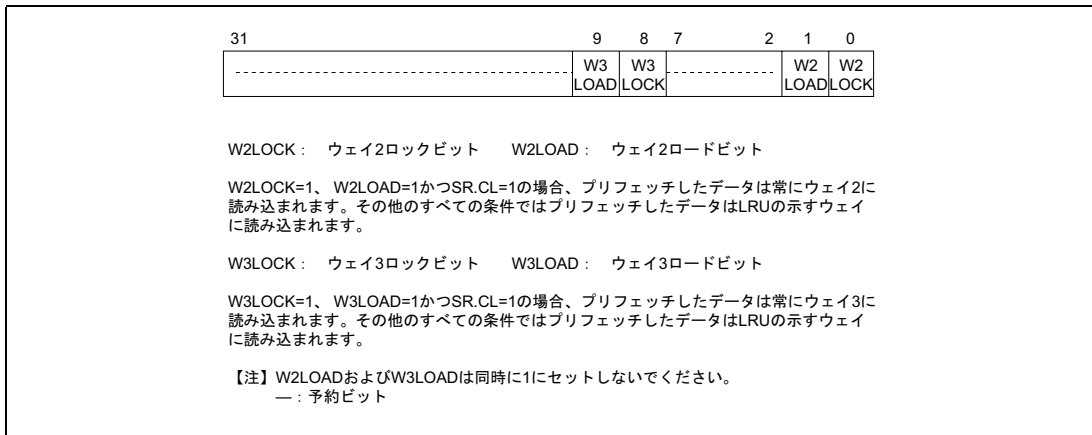 31 9 8 7 2 1 0
W3 W3 W2 W2
LOAD LOCK LOAD LOCK
W2LOCK： ウェイ2ロックビット W2LOAD： ウェイ2ロードビット
W2LOCK=1、 W2LOAD=1かつSR.CL=1の場合、プリフェッチしたデータは常にウェイ2に
読み込まれます。その他のすべての条件ではプリフェッチしたデータはLRUの示すウェイ
に読み込まれます。
W3LOCK： ウェイ3ロックビット W3LOAD： ウェイ3ロードビット
W3LOCK=1、 W3LOAD=1かつSR.CL=1の場合、プリフェッチしたデータは常にウェイ3に
読み込まれます。その他のすべての条件ではプリフェッチしたデータはLRUの示すウェイ
に読み込まれます。
【注】W2LOADおよびW3LOADは同時に1にセットしないでください。
―：予約ビット